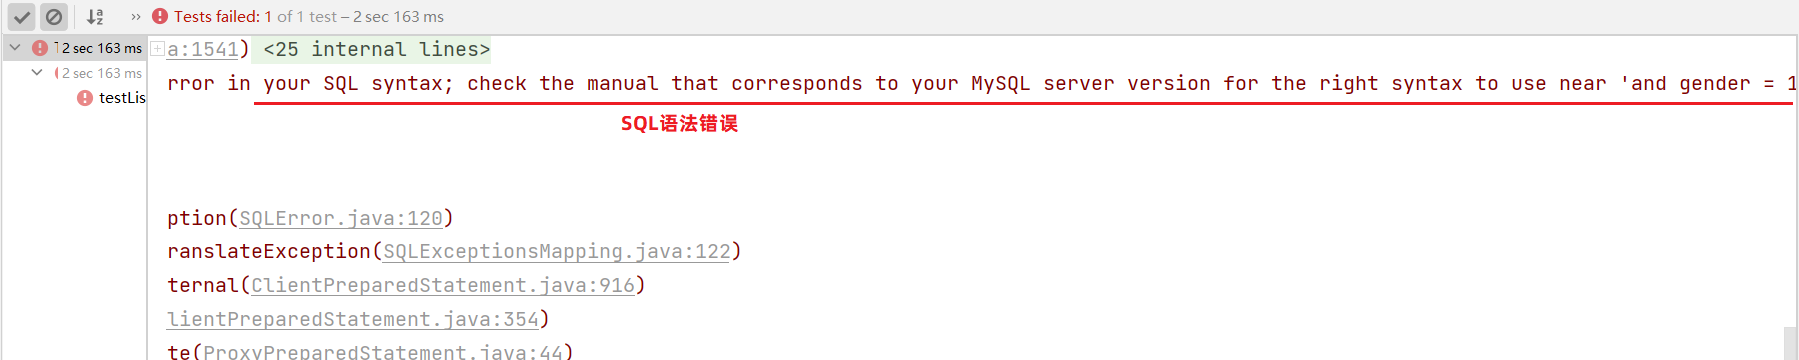 Tests failed: 1 of 1 test – 2 sec 163 ms
2 sec 163 ms
a:1541) <25 internal lines>
2 sec 163 ms
rror in your SQL syntax; check the manual that corresponds to your MySQL server version for the right syntax to use near 'and gender = 1
testLis
SQL语法错误
ption(SQLError.java:120)
ranslateException(SQLExceptionsMapping.java:122)
ternal(ClientPreparedStatement.java:916)
lientPreparedStatement.java:354)
te(ProxyPreparedStatement.java:44)